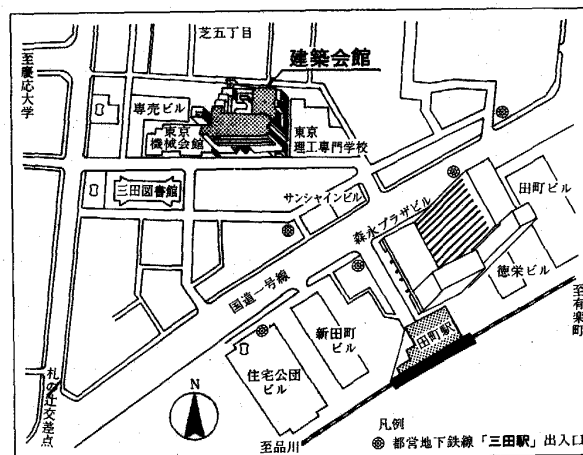 芝五丁目
建築会館
至慶応大学
専売ビル
東京
機械会館
東京
理工専門学校
三田図書館
サンシャインビル
森永プラザビル
田町ビル
徳栄ビル
至有楽町
国道一号線
新田町
ビル
田町駅
住宅公団
ビル
札の辻交差点
N
至品川
凡例
都営地下鉄線「三田駅」出入口